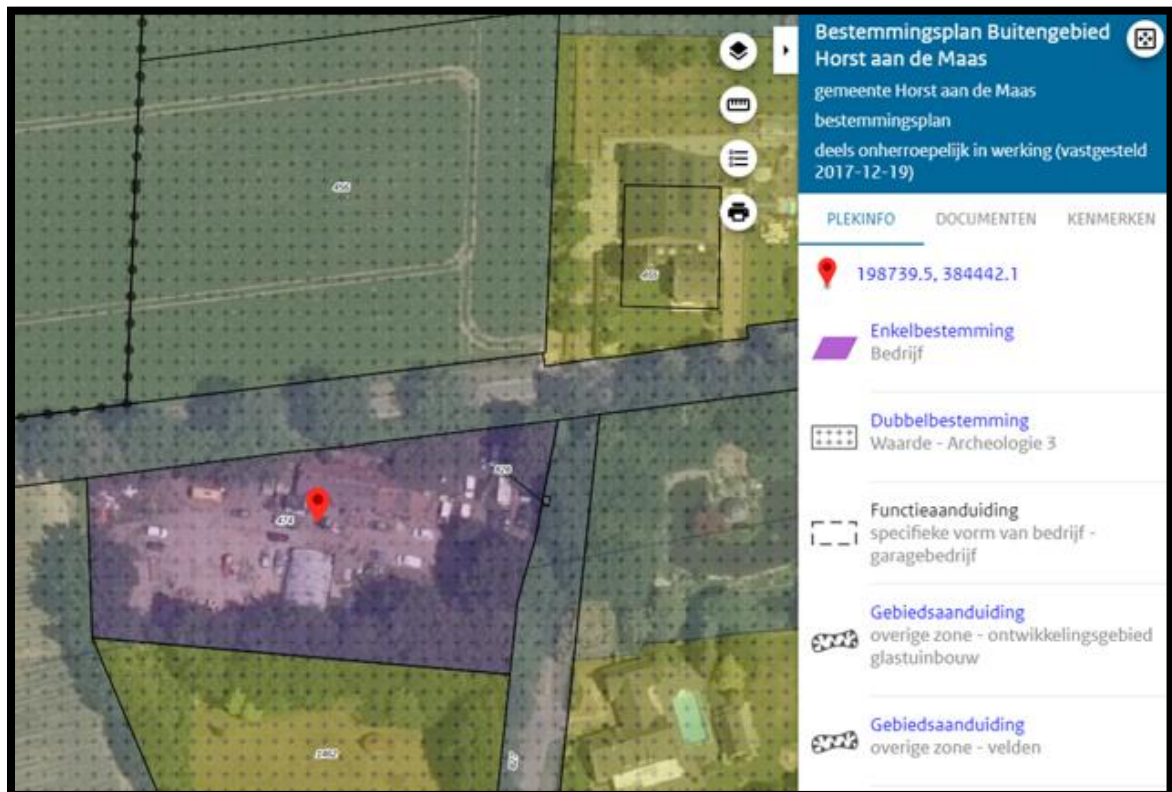 Bestemmingsplan Buitengebied
Horst aan de Maas
gemeente Horst aan de Maas
bestemmingsplan
deels onherroepelijk in werking (vastgesteld
2017-12-19)
PLEKINFO DOCUMENTEN KENMERKEN
198739.5, 384442.1
Enkelbestemming
Bedrijf
Dubbelbestemming
Waarde - Archeologie 3
Functieaanduiding
specifieke vorm van bedrijf -
garagebedrijf
Gebiedsaanduiding
overige zone - ontwikkelingsgebied
glastuinbouw
Gebiedsaanduiding
overige zone - velden
474
1462